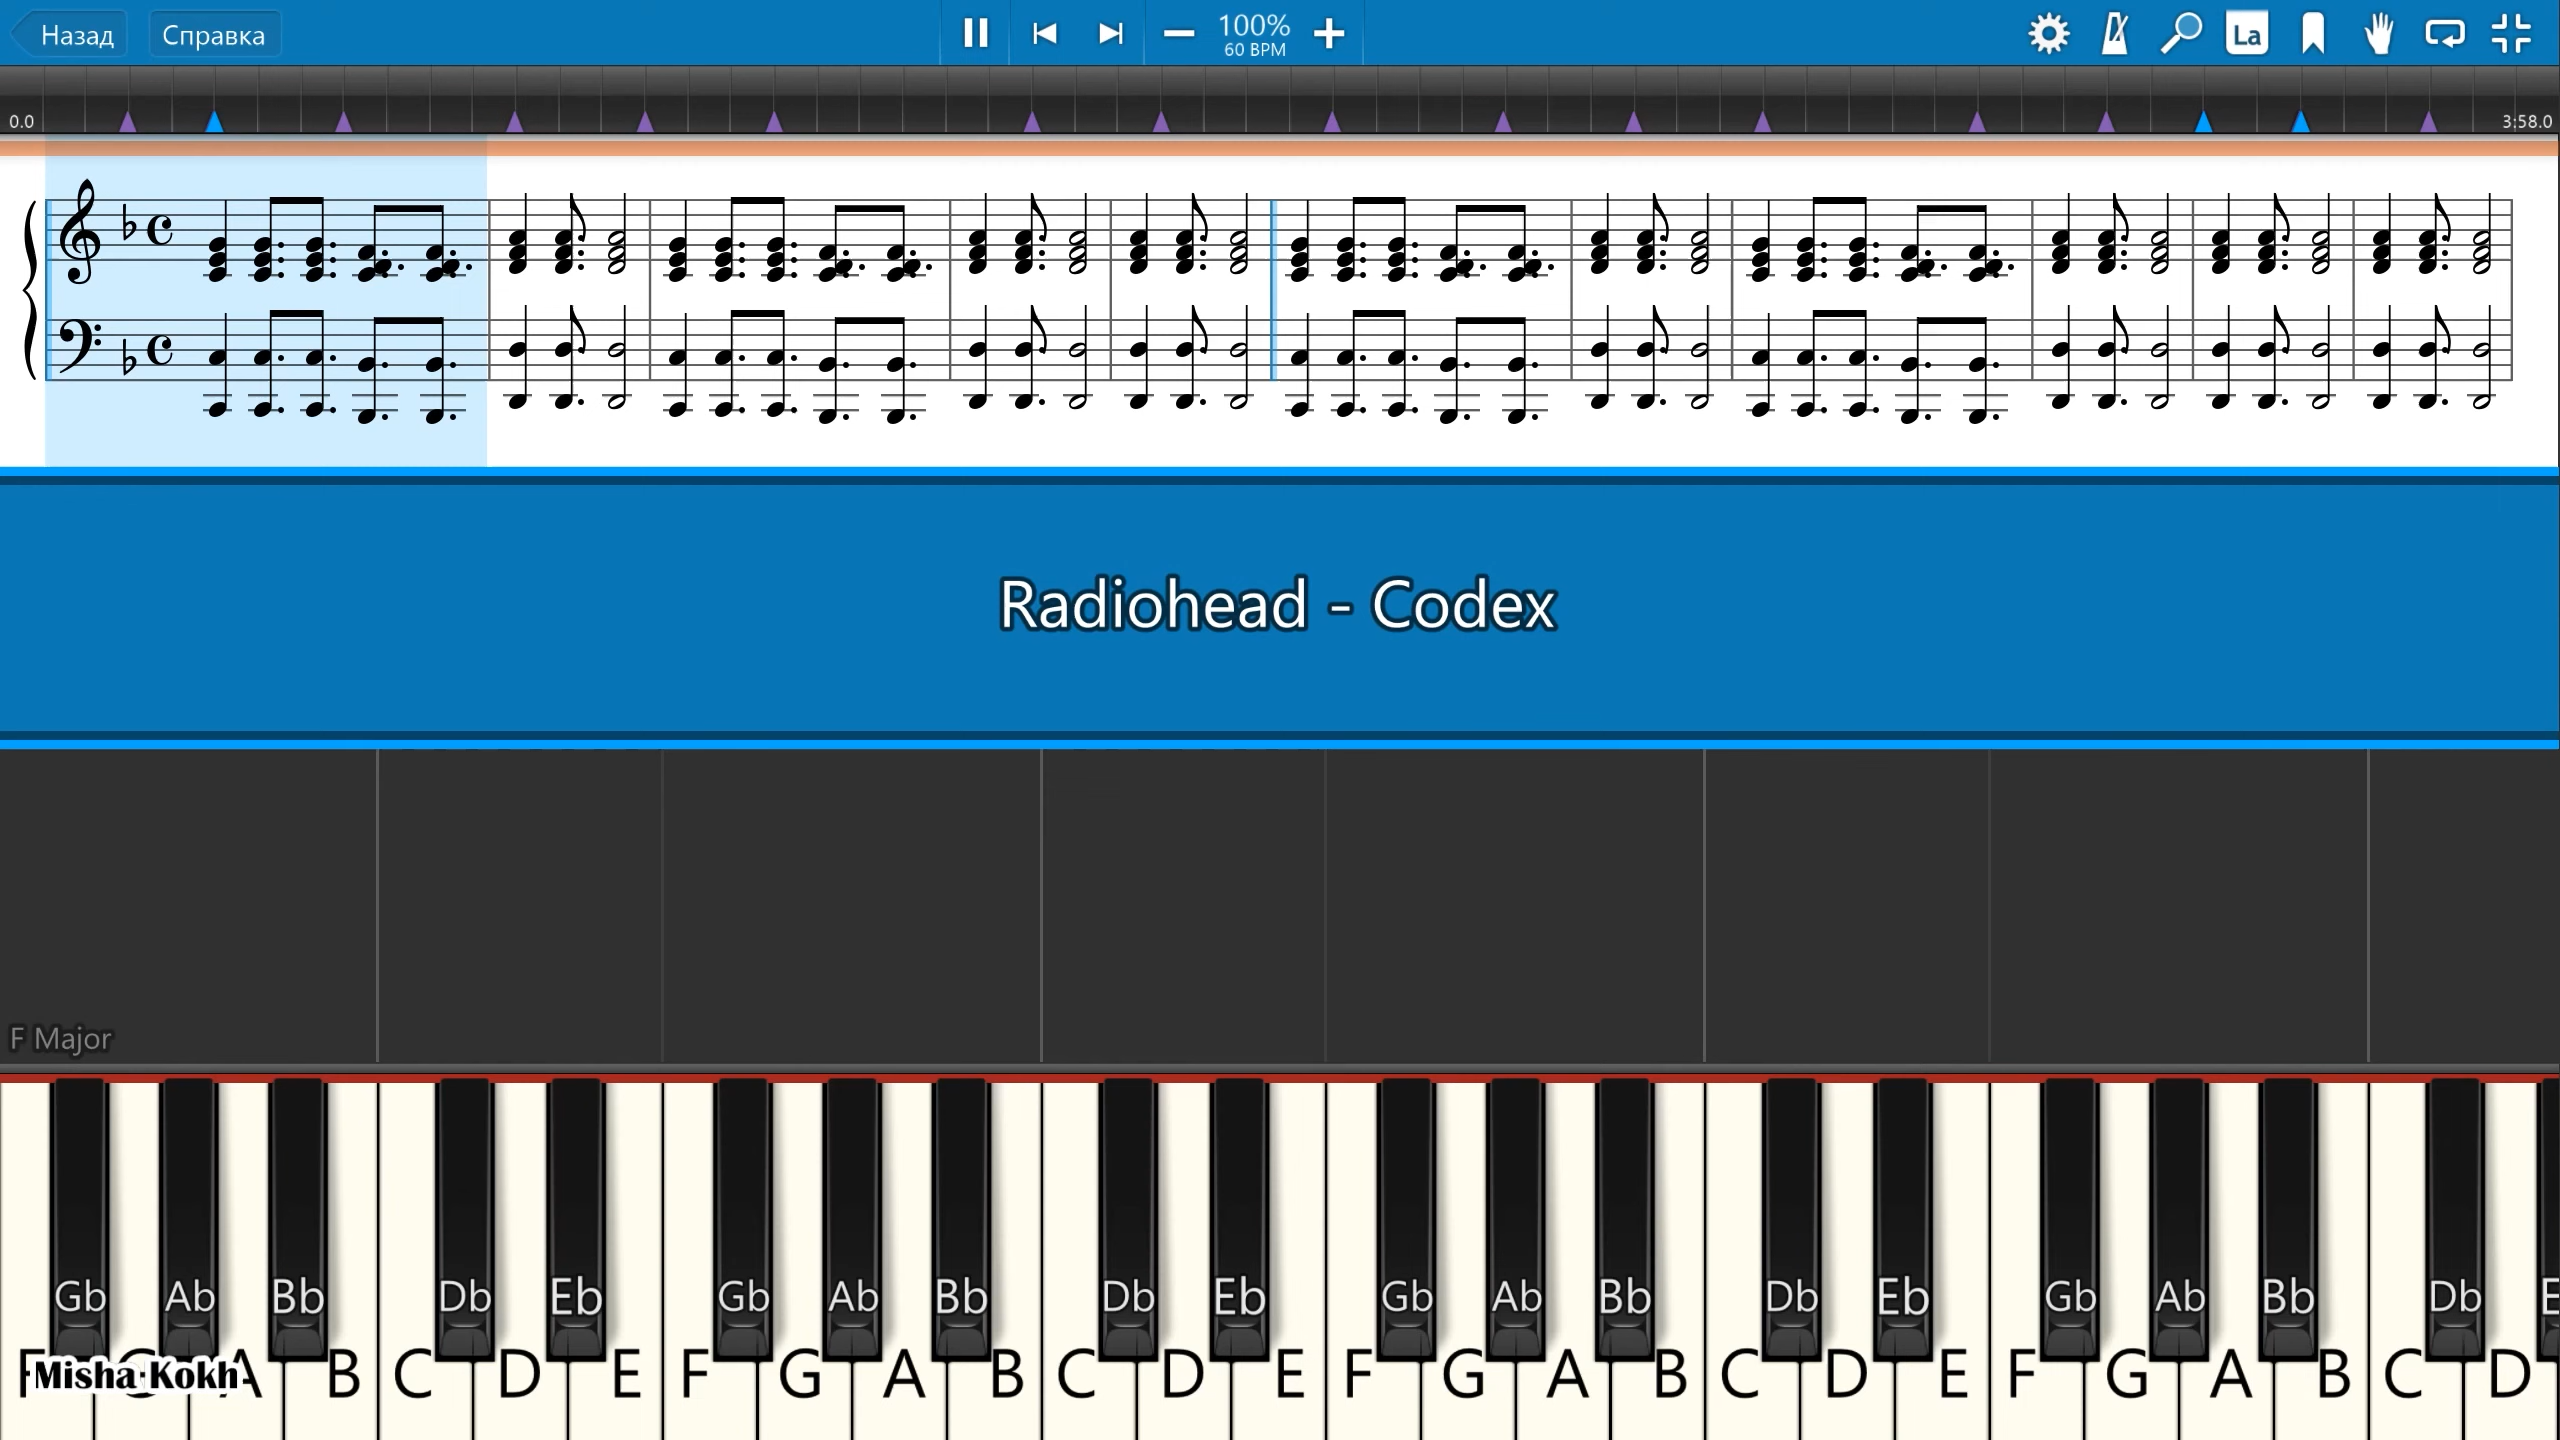 Назад Справка 100% La
60 BPM
0.0 3:58.0
Radiohead - Codex
F Major
Gb Ab Bb Db Eb Gb Ab Bb Db Eb Gb Ab Bb Db Eb Gb Ab Bb Db E
F G A B C D E F G A B C D E F G A B C D E F G A B C D
Misha Kokh